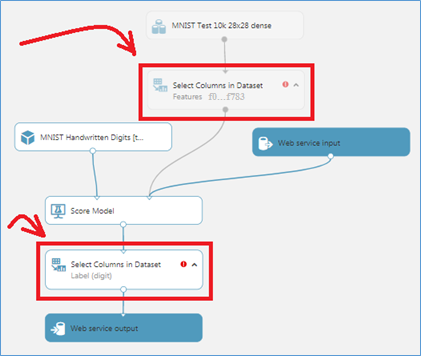 MNIST Test 10k 28x28 dense
Select Columns in Dataset
Features f0...f783
MNIST Handwritten Digits [t...
Web service input
Score Model
Select Columns in Dataset
Label (digit)
Web service output